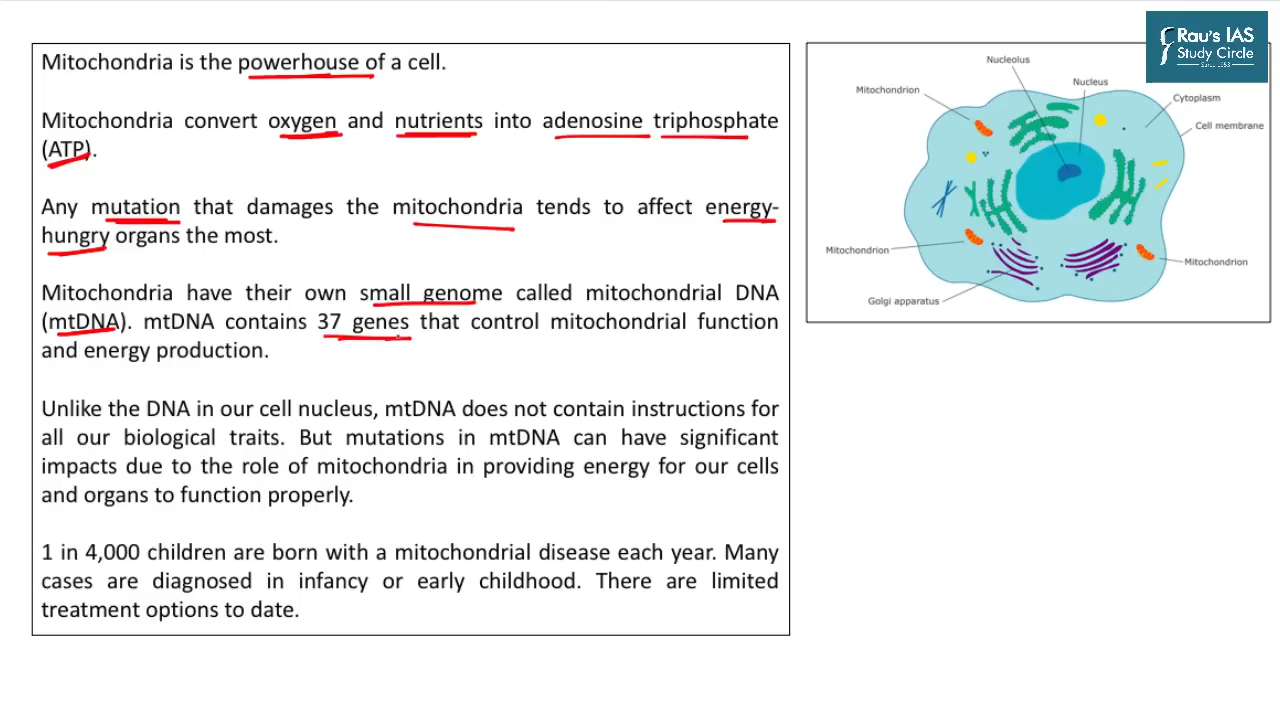 Rau's IAS
Study Circle
Since 1953
Mitochondria is the powerhouse of a cell.
Mitochondria convert oxygen and nutrients into adenosine triphosphate
(ATP).
Any mutation that damages the mitochondria tends to affect energy-
hungry organs the most.
Mitochondria have their own small genome called mitochondrial DNA
(mtDNA). mtDNA contains 37 genes that control mitochondrial function
and energy production.
Unlike the DNA in our cell nucleus, mtDNA does not contain instructions for
all our biological traits. But mutations in mtDNA can have significant
impacts due to the role of mitochondria in providing energy for our cells
and organs to function properly.
1 in 4,000 children are born with a mitochondrial disease each year. Many
cases are diagnosed in infancy or early childhood. There are limited
treatment options to date.
Nucleolus
Nucleus
Mitochondrion
Cytoplasm
Cell membrane
Mitochondrion
Mitochondrion
Golgi apparatus